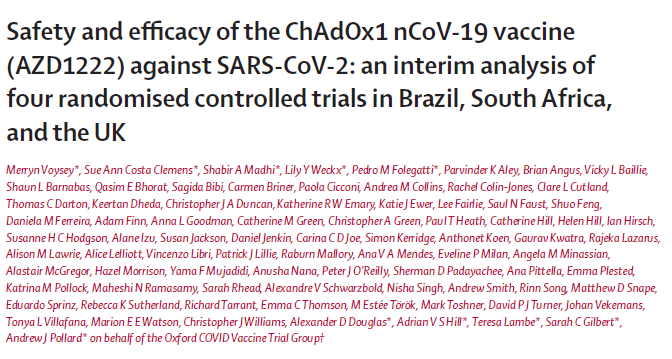 Safety and efficacy of the ChAdOx1 nCoV-19 vaccine
(AZD1222) against SARS-CoV-2: an interim analysis of
four randomised controlled trials in Brazil, South Africa,
and the UK
Merryn Voysey*, Sue Ann Costa Clemens*, Shabir A Madhi*, Lily Y Weckx*, Pedro M Folegatti*, Parvinder K Aley, Brian Angus, Vicky L Baillie,
Shaun L Barnabas, Qasim E Bhorat, Sagida Bibi, Carmen Briner, Paola Cicconi, Andrea M Collins, Rachel Colin-Jones, Clare L Cutland,
Thomas C Darton, Keertan Dheda, Christopher J A Duncan, Katherine R W Emary, Katie J Ewer, Lee Fairlie, Saul N Faust, Shuo Feng,
Daniela M Ferreira, Adam Finn, Anna L Goodman, Catherine M Green, Christopher A Green, Paul T Heath, Catherine Hill, Helen Hill, Ian Hirsch,
Susanne H C Hodgson, Alane Izu, Susan Jackson, Daniel Jenkin, Carina C D Joe, Simon Kerridge, Anthonet Koen, Gaurav Kwatra, Rajeka Lazarus,
Alison M Lawrie, Alice Lelliott, Vincenzo Libri, Patrick J Lillie, Raburn Mallory, Ana V A Mendes, Eveline P Milan, Angela M Minassian,
Alastair McGregor, Hazel Morrison, Yama F Mujadidi, Anusha Nana, Peter J O'Reilly, Sherman D Padayachee, Ana Pittella, Emma Plested,
Katrina M Pollock, Maheshi N Ramasamy, Sarah Rhead, Alexandre V Schwarzbold, Nisha Singh, Andrew Smith, Rinn Song, Matthew D Snape,
Eduardo Sprinz, Rebecca K Sutherland, Richard Tarrant, Emma C Thomson, M Estée Török, Mark Toshner, David P J Turner, Johan Vekemans,
Tonya L Villafana, Marion E E Watson, Christopher J Williams, Alexander D Douglas*, Adrian V S Hill*, Teresa Lambe*, Sarah C Gilbert*,
Andrew J Pollard* on behalf of the Oxford COVID Vaccine Trial Group†